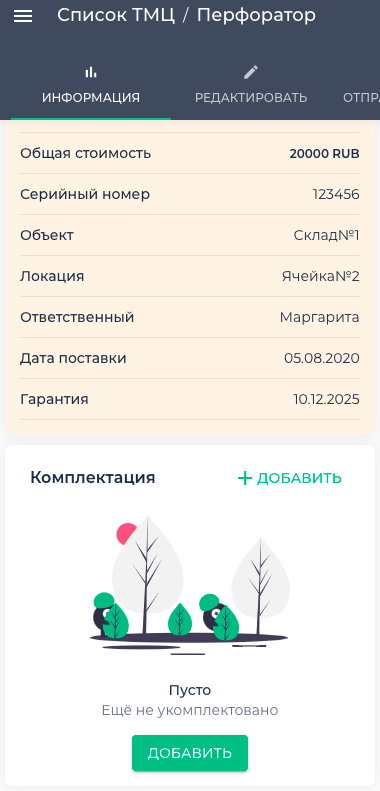 Список ТМЦ / Перфоратор
ИНФОРМАЦИЯ РЕДАКТИРОВАТЬ ОТПРА
Общая стоимость 20000 RUB
Серийный номер 123456
Объект Склад№1
Локация Ячейка№2
Ответственный Маргарита
Дата поставки 05.08.2020
Гарантия 10.12.2025
Комплектация + ДОБАВИТЬ
Пусто
Ещё не укомплектовано
ДОБАВИТЬ